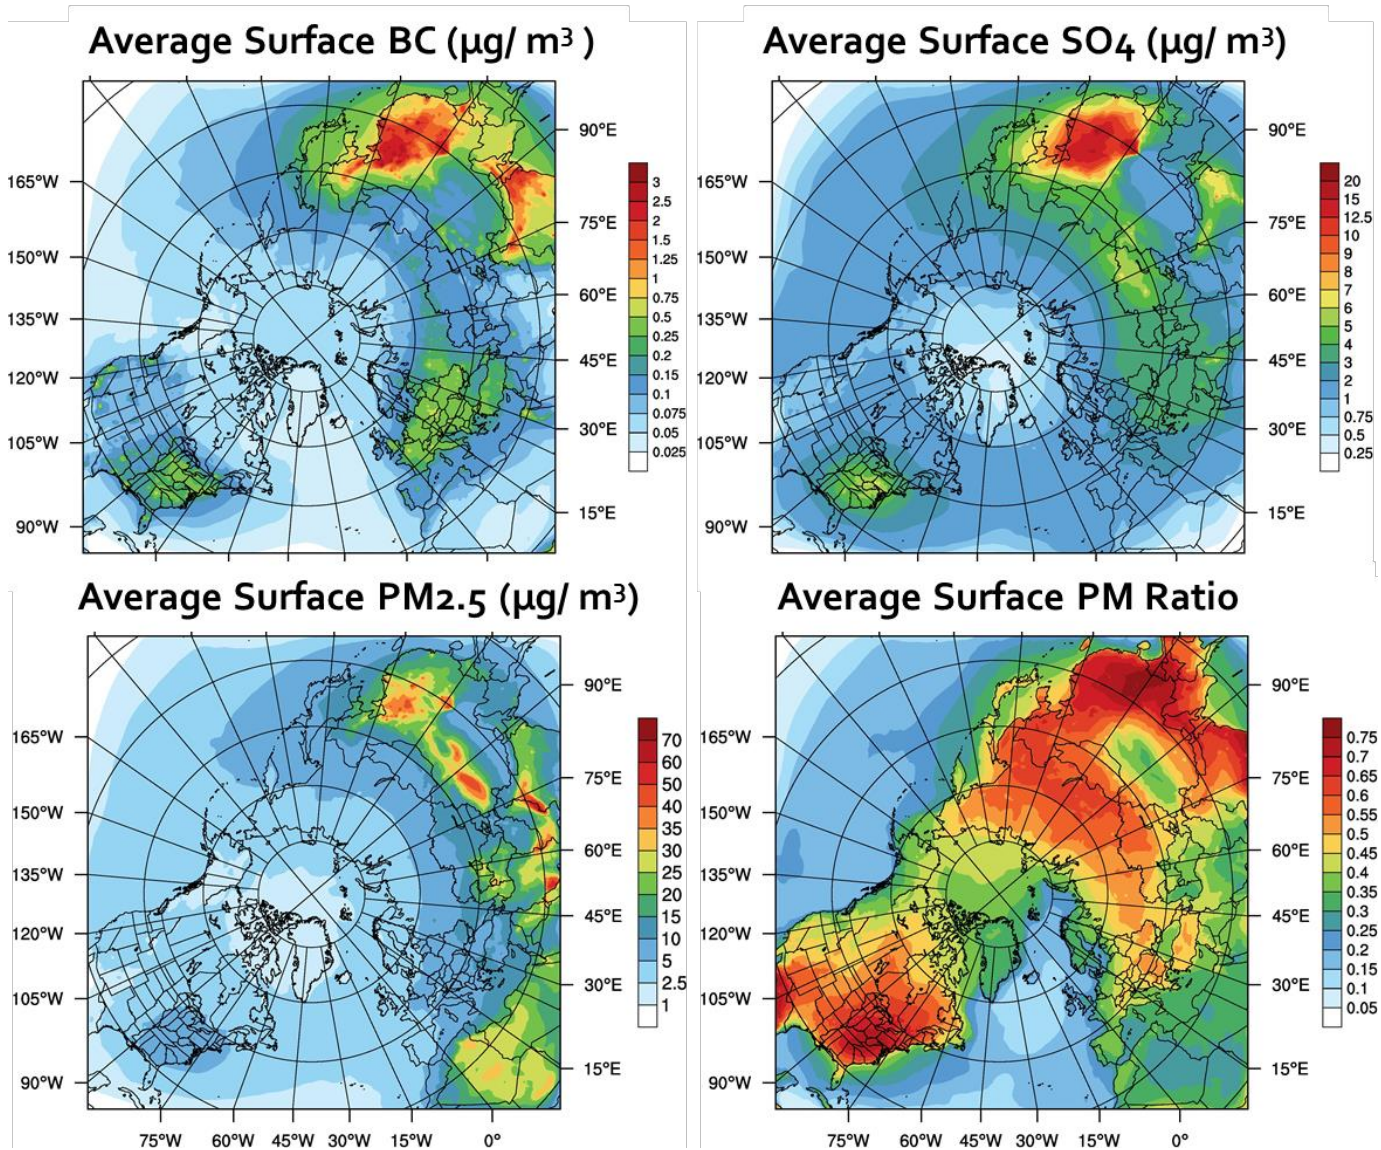 Average Surface BC (µg/ m³ )
Average Surface SO4 (µg/ m³)
165°W
150°W
135°W
120°W
105°W
90°W
90°E
75°E
60°E
45°E
30°E
15°E
3
2.5
2
1.5
1.25
1
0.75
0.5
0.25
0.2
0.15
0.1
0.075
0.05
0.025
165°W
150°W
135°W
120°W
105°W
90°W
90°E
75°E
60°E
45°E
30°E
15°E
20
15
12.5
10
9
8
7
6
5
4
3
2
1
0.75
0.5
0.25
Average Surface PM2.5 (µg/ m³)
Average Surface PM Ratio
165°W
150°W
135°W
120°W
105°W
90°W
90°E
75°E
60°E
45°E
30°E
15°E
70
60
50
40
35
30
25
20
15
10
5
2.5
1
75°W 60°W 45°W 30°W 15°W 0°
165°W
150°W
135°W
120°W
105°W
90°W
90°E
75°E
60°E
45°E
30°E
15°E
0.75
0.7
0.65
0.6
0.55
0.5
0.45
0.4
0.35
0.3
0.25
0.2
0.15
0.1
0.05
75°W 60°W 45°W 30°W 15°W 0°